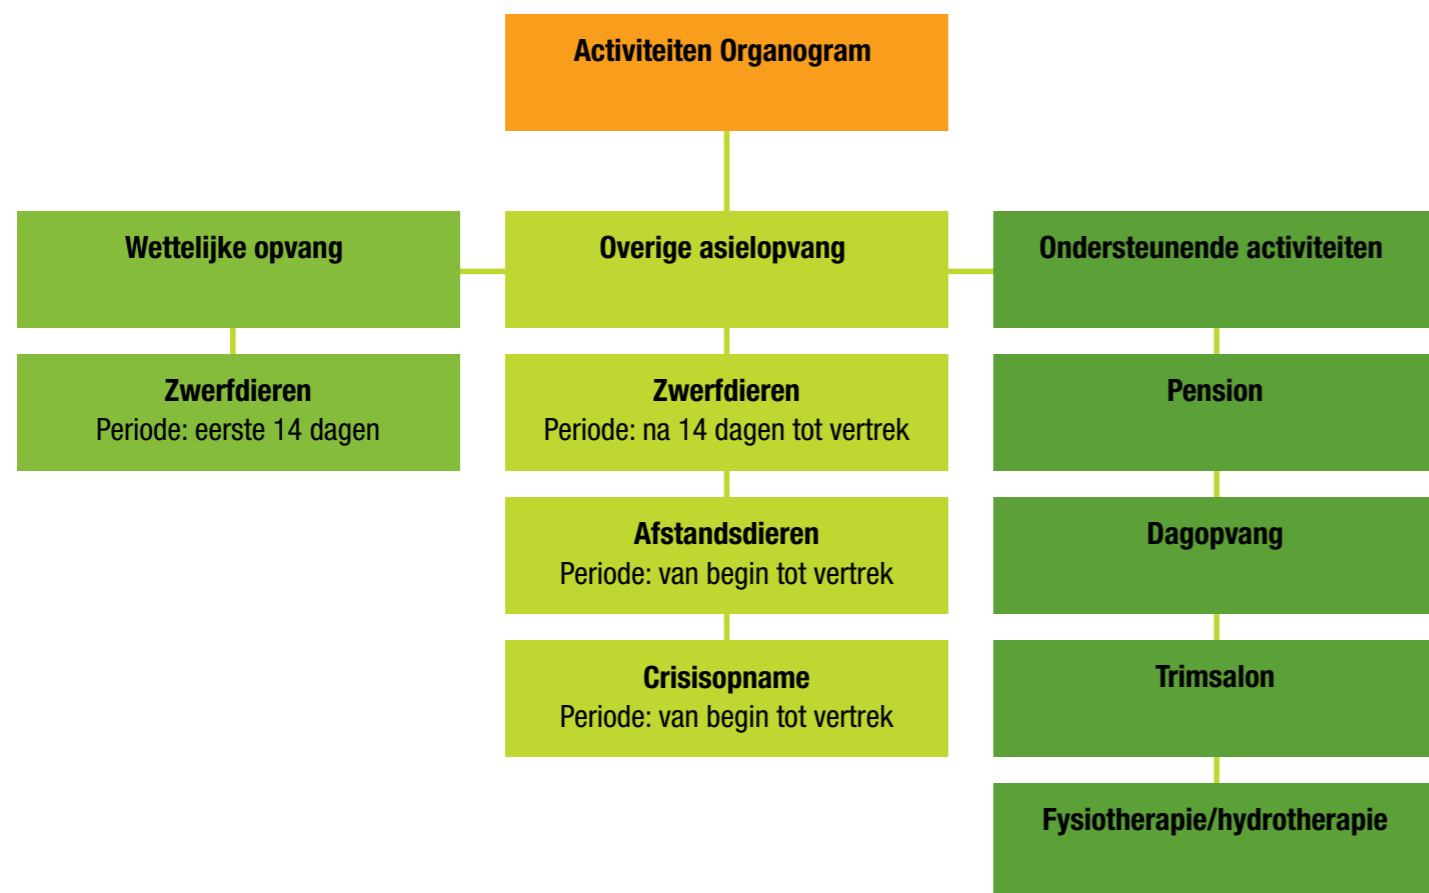 Activiteiten Organogram
Wettelijke opvang
Overige asielopvang
Ondersteunende activiteiten
Zwerfdieren
Periode: eerste 14 dagen
Zwerfdieren
Periode: na 14 dagen tot vertrek
Pension
Afstandsdieren
Periode: van begin tot vertrek
Dagopvang
Crisisopname
Periode: van begin tot vertrek
Trimsalon
Fysiotherapie/hydrotherapie